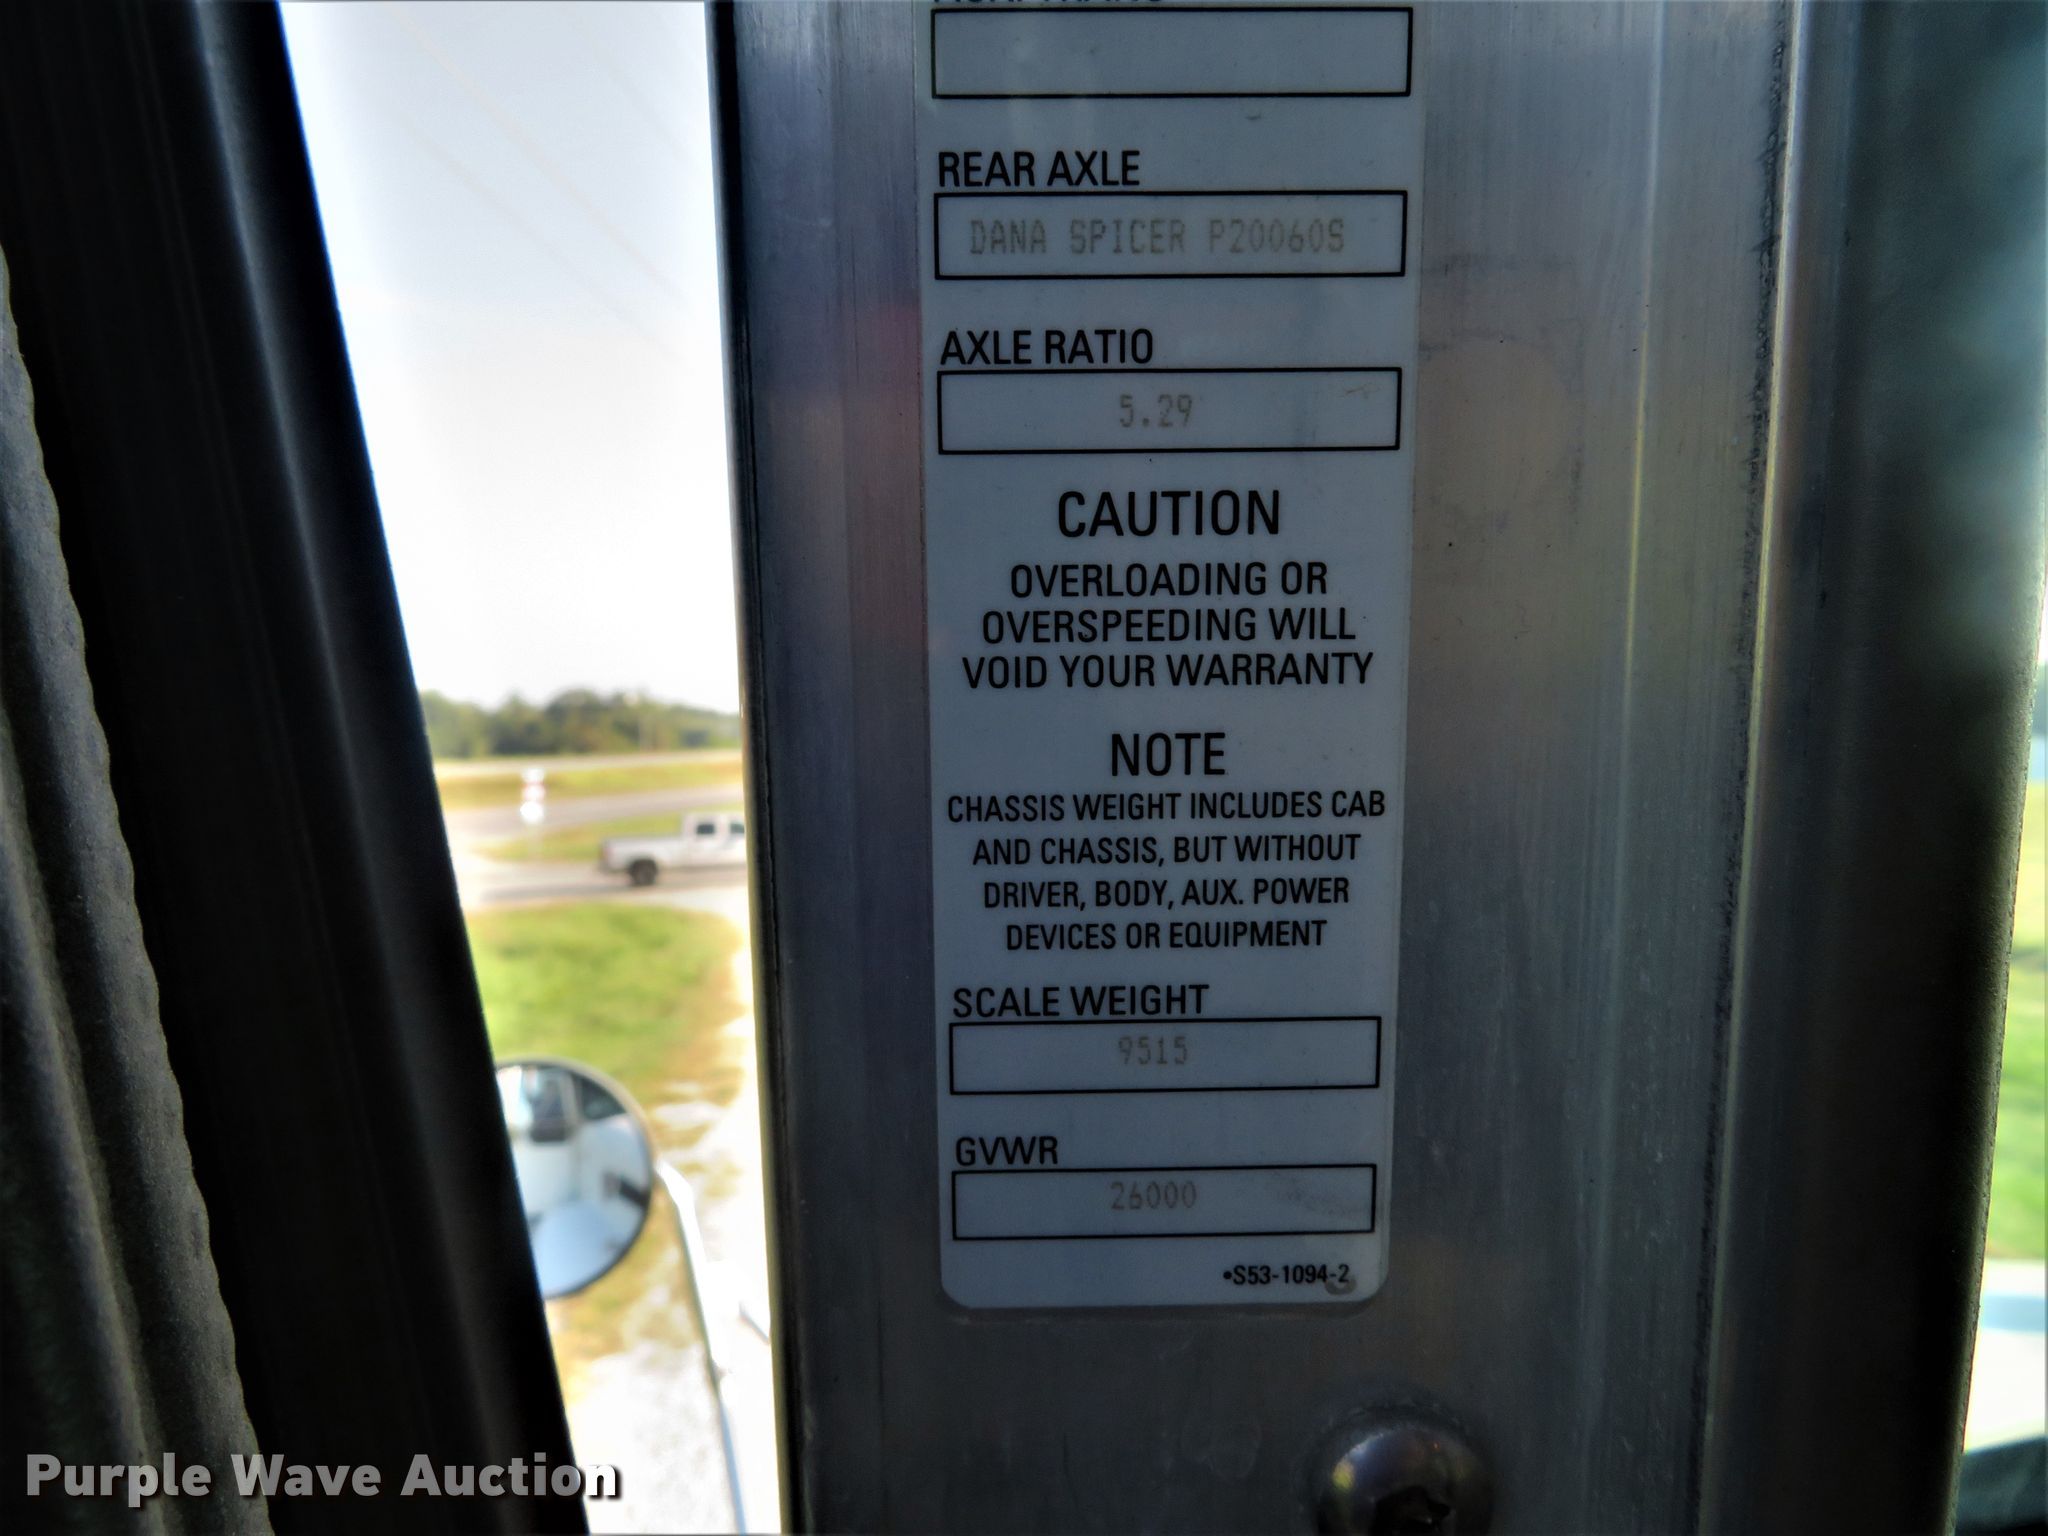 REAR AXLE
DANA SPICER P20060S
AXLE RATIO
5.29
CAUTION
OVERLOADING OR
OVERSPEEDING WILL
VOID YOUR WARRANTY
NOTE
CHASSIS WEIGHT INCLUDES CAB
AND CHASSIS, BUT WITHOUT
DRIVER, BODY, AUX. POWER
DEVICES OR EQUIPMENT
SCALE WEIGHT
9515
GVWR
26000
•S53-1094-2
Purple Wave Auction